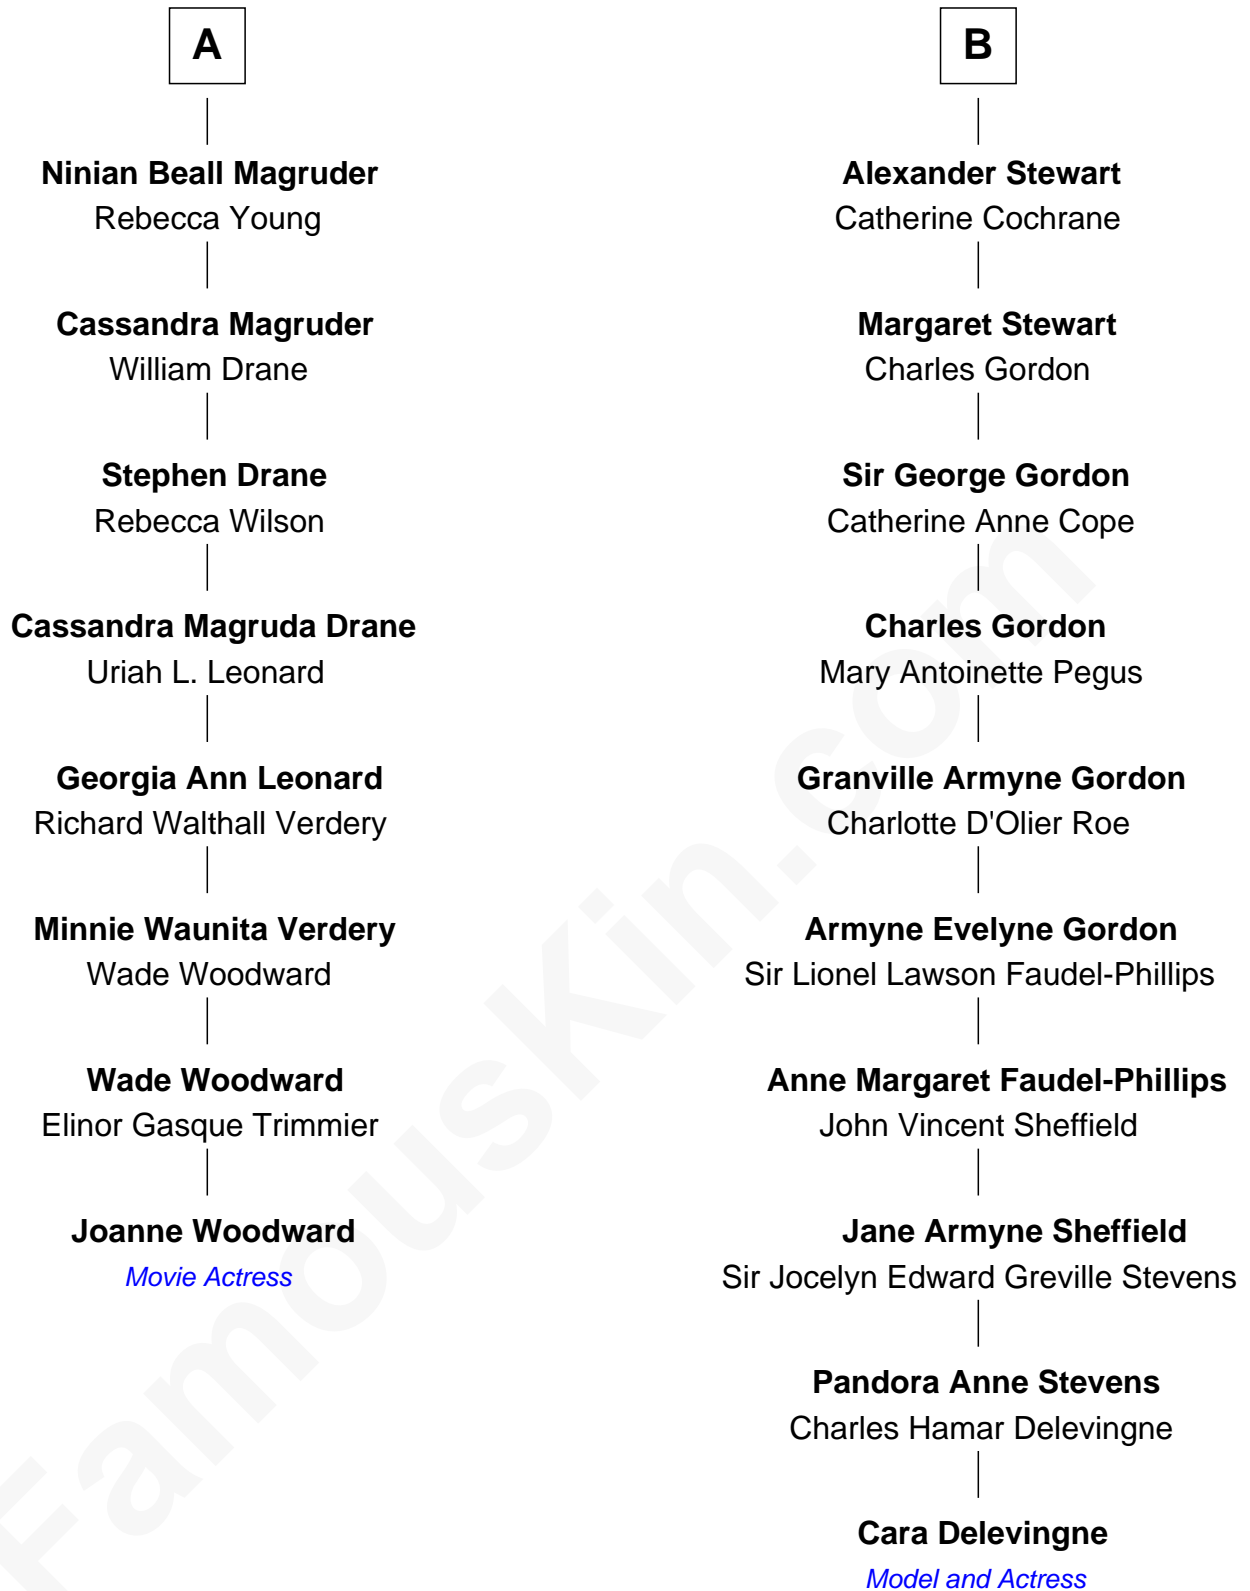 A
Ninian Beall Magruder
Rebecca Young
Cassandra Magruder
William Drane
Stephen Drane
Rebecca Wilson
Cassandra Magruda Drane
Uriah L. Leonard
Georgia Ann Leonard
Richard Walthall Verdery
Minnie Waunita Verdery
Wade Woodward
Wade Woodward
Elinor Gasque Trimmier
Joanne Woodward
Movie Actress
B
Alexander Stewart
Catherine Cochrane
Margaret Stewart
Charles Gordon
Sir George Gordon
Catherine Anne Cope
Charles Gordon
Mary Antoinette Pegus
Granville Armyne Gordon
Charlotte D'Olier Roe
Armyne Evelyne Gordon
Sir Lionel Lawson Faudel-Phillips
Anne Margaret Faudel-Phillips
John Vincent Sheffield
Jane Armyne Sheffield
Sir Jocelyn Edward Greville Stevens
Pandora Anne Stevens
Charles Hamar Delevingne
Cara Delevingne
Model and Actress
FamousKin.com